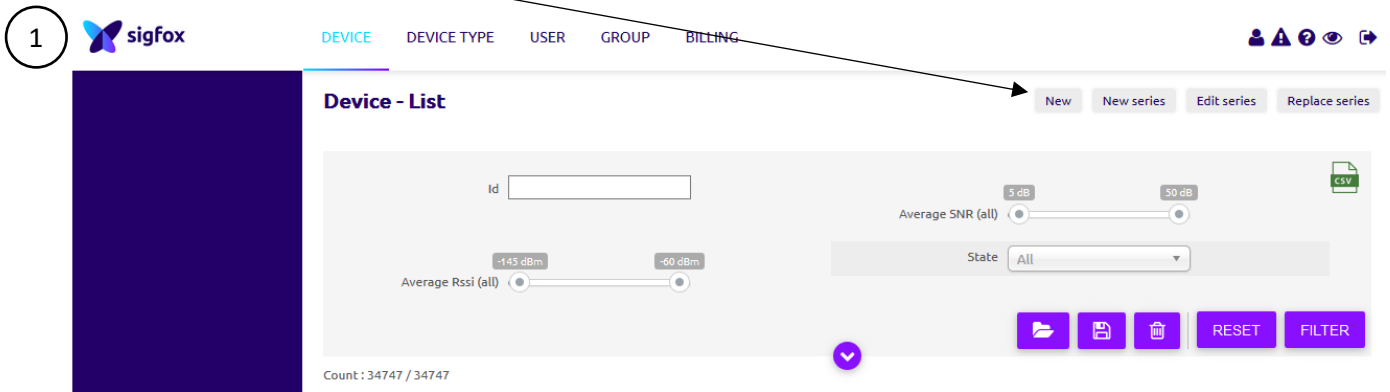 1
sigfox
DEVICE DEVICE TYPE USER GROUP BILLING
Device - List
New New series Edit series Replace series
CSV
Id
5 dB 50 dB
Average SNR (all)
State All
-145 dBm -60 dBm
Average Rssi (all)
RESET FILTER
Count : 34747 / 34747